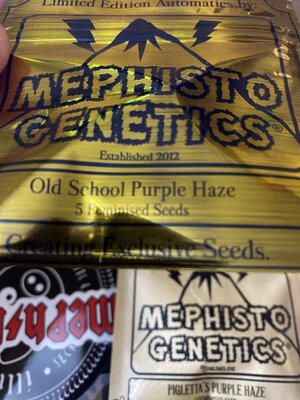 Limited Edition Automatics by:
MEPHISTO
GENETICS®
Established 2012
Old School Purple Haze
5 Feminised Seeds
Creating Exclusive Seeds.
MEPHISTO
GENETICS
PIGLETTA'S PURPLE HAZE